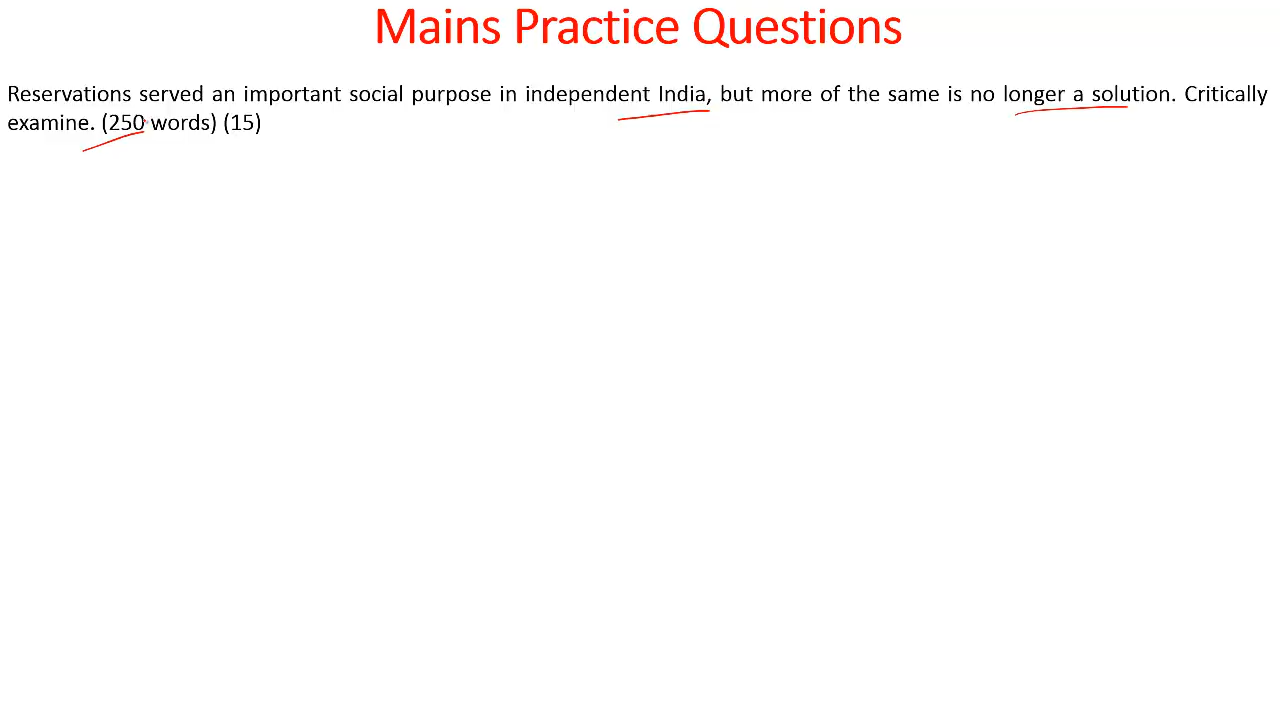 Mains Practice Questions
Reservations served an important social purpose in independent India, but more of the same is no longer a solution. Critically
examine. (250 words) (15)